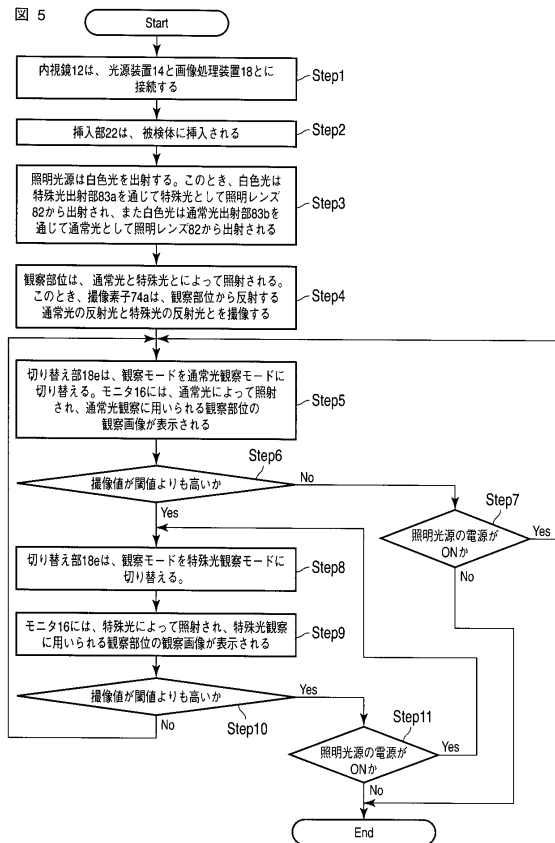 図 5
Start
内視鏡12は、光源装置14と画像処理装置18とに
接続する
Step1
挿入部22は、被検体に挿入される
Step2
照明光源は白色光を出射する。このとき、白色光は
特殊光出射部83aを通じて特殊光として照明レンズ
82から出射され、また白色光は通常光出射部83bを
通じて通常光として照明レンズ82から出射される
Step3
観察部位は、通常光と特殊光とによって照射される。
このとき、撮像素子74aは、観察部位から反射する
通常光の反射光と特殊光の反射光とを撮像する
Step4
切り替え部18eは、観察モードを通常光観察モードに
切り替える。モニタ16には、通常光によって照射
され、通常光観察に用いられる観察部位の
観察画像が表示される
Step5
Step6
撮像値が閾値よりも高いか
No
Yes
Step7
照明光源の電源が
ONか
Yes
No
切り替え部18eは、観察モードを特殊光観察モードに
切り替える。
Step8
モニタ16には、特殊光によって照射され、特殊光観察
に用いられる観察部位の観察画像が表示される
Step9
撮像値が閾値よりも高いか
Yes
No
Step10
Step11
照明光源の電源が
ONか
Yes
No
End